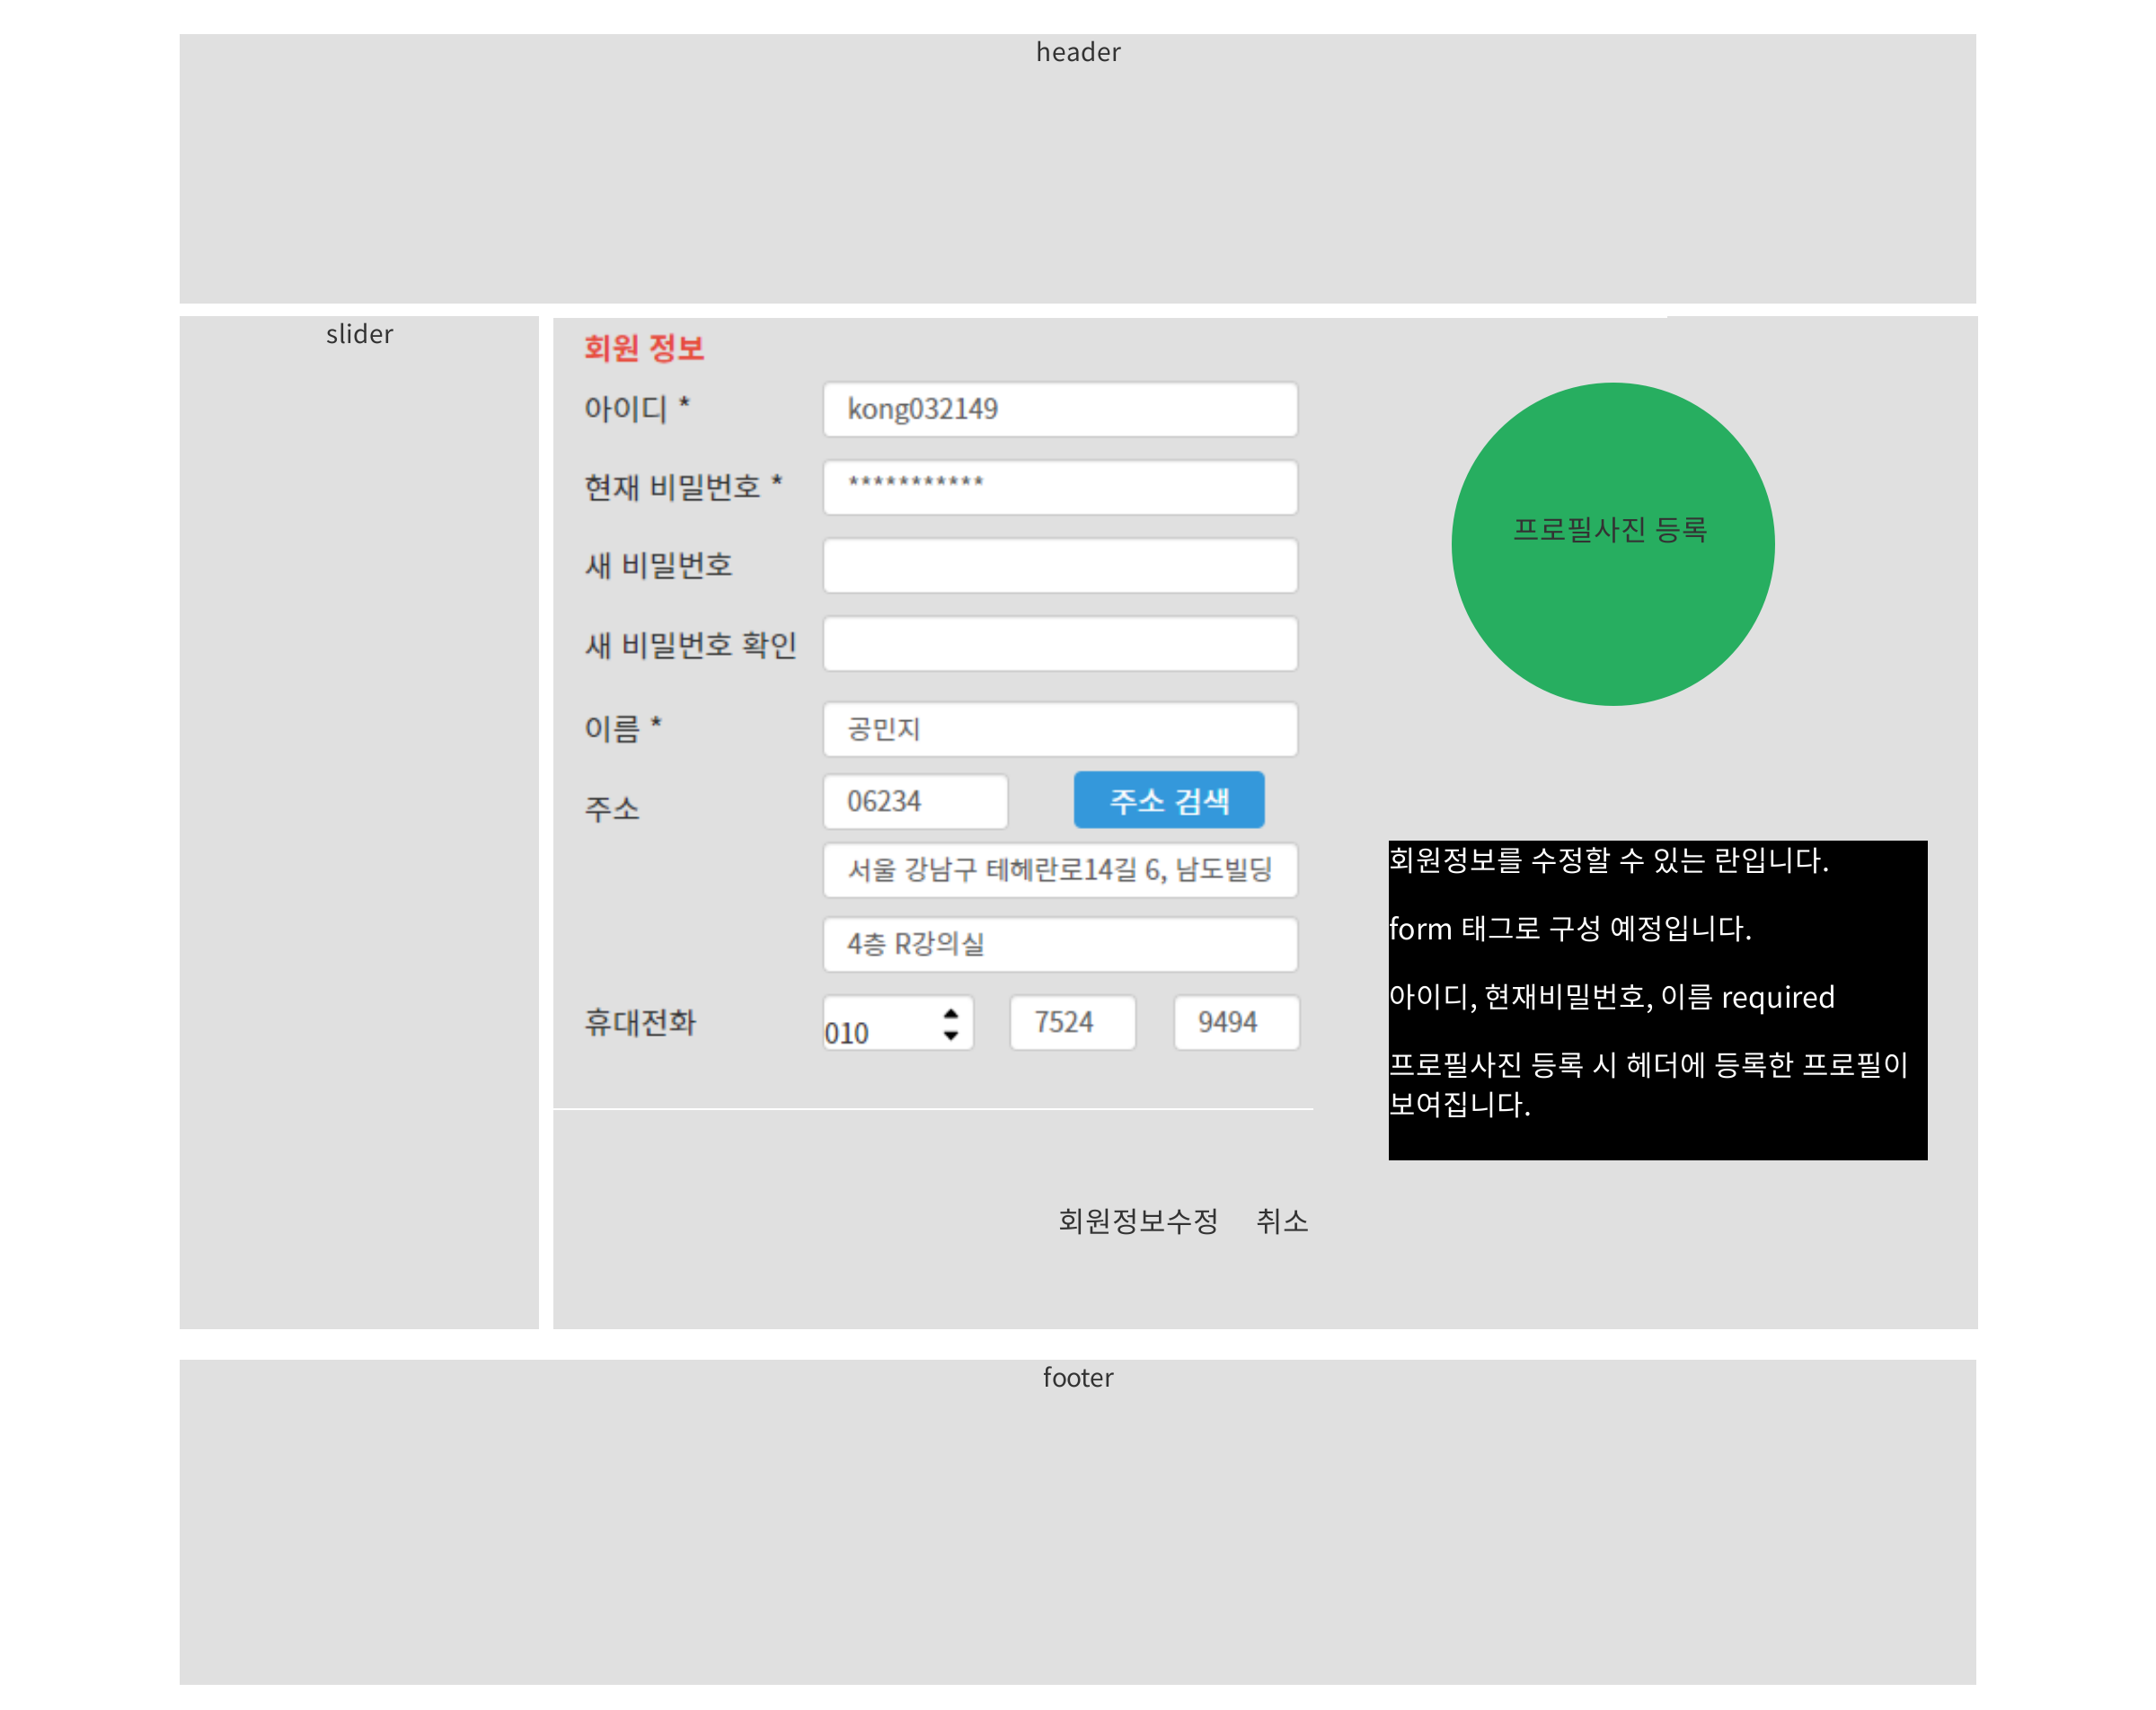 header
slider
회원 정보
아이디 *
kong032149
현재 비밀번호 *
***********
새 비밀번호
새 비밀번호 확인
이름 *
공민지
주소
06234
주소 검색
서울 강남구 테헤란로14길 6, 남도빌딩
4층 R강의실
휴대전화
010
7524
9494
회원정보수정
취소
프로필사진 등록
회원정보를 수정할 수 있는 란입니다.
form 태그로 구성 예정입니다.
아이디, 현재비밀번호, 이름 required
프로필사진 등록 시 헤더에 등록한 프로필이
보여집니다.
footer